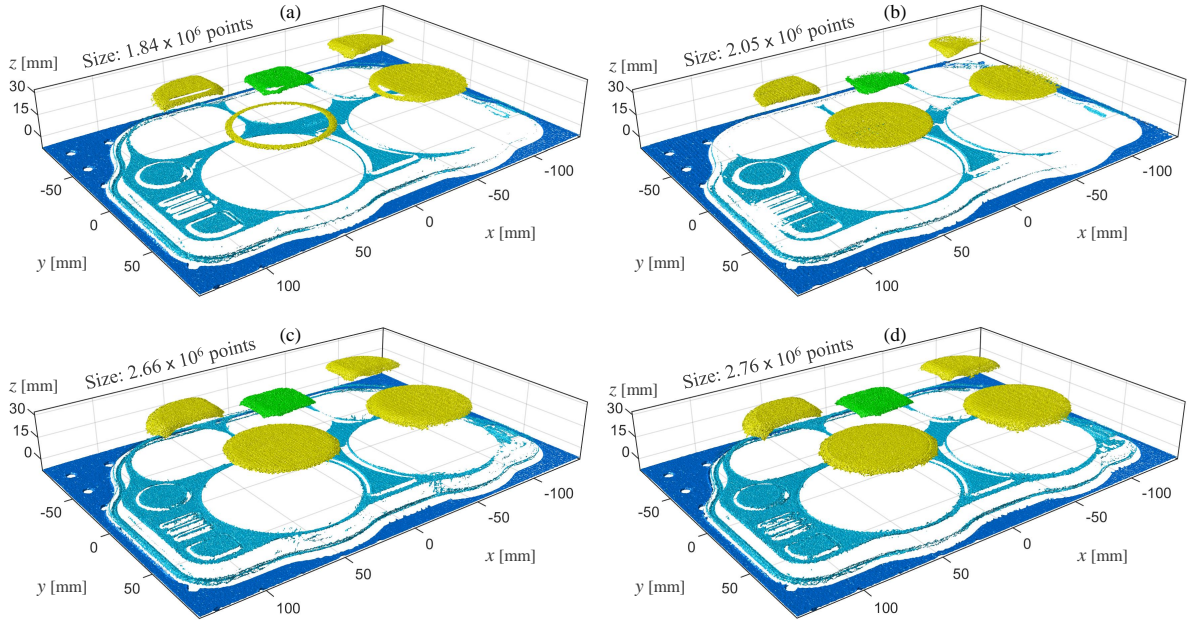 (a)
Size: 1.84 x 10⁶ points
z [mm]
30
15
0
-50
0
50
y [mm]
100
50
0
-50
-100
x [mm]
(b)
Size: 2.05 x 10⁶ points
z [mm]
30
15
0
-50
0
50
y [mm]
100
50
0
-50
-100
x [mm]
(c)
Size: 2.66 x 10⁶ points
z [mm]
30
15
0
-50
0
50
y [mm]
100
50
0
-50
-100
x [mm]
(d)
Size: 2.76 x 10⁶ points
z [mm]
30
15
0
-50
0
50
y [mm]
100
50
0
-50
-100
x [mm]